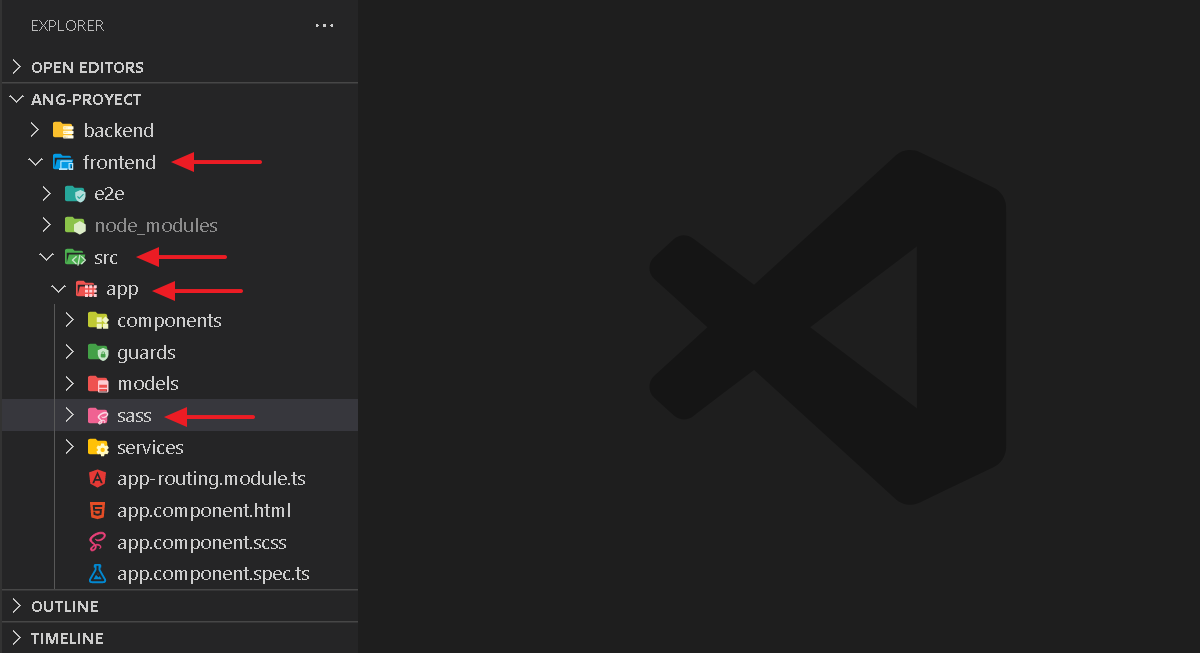 EXPLORER
OPEN EDITORS
ANG-PROYECT
backend
frontend
e2e
node_modules
src
app
components
guards
models
sass
services
app-routing.module.ts
app.component.html
app.component.scss
app.component.spec.ts
OUTLINE
TIMELINE